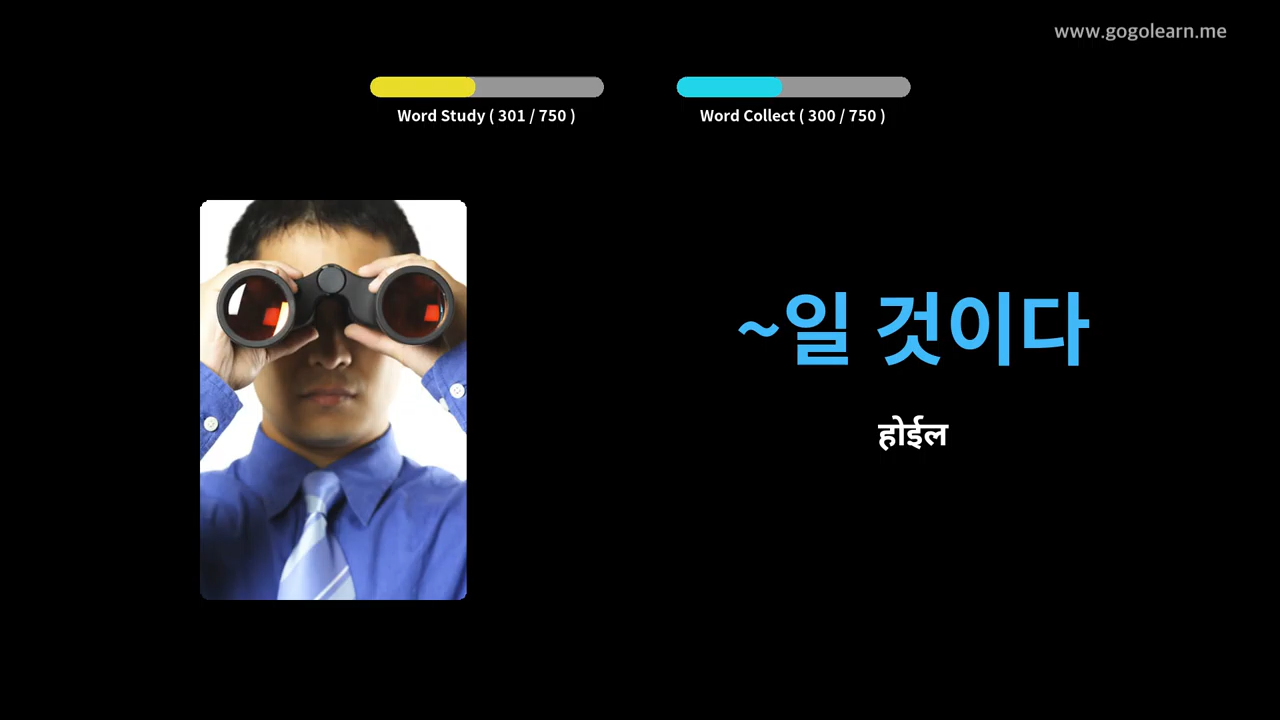 www.gogolearn.me
Word Study ( 301 / 750 )
Word Collect ( 300 / 750 )
~일 것이다
होईल